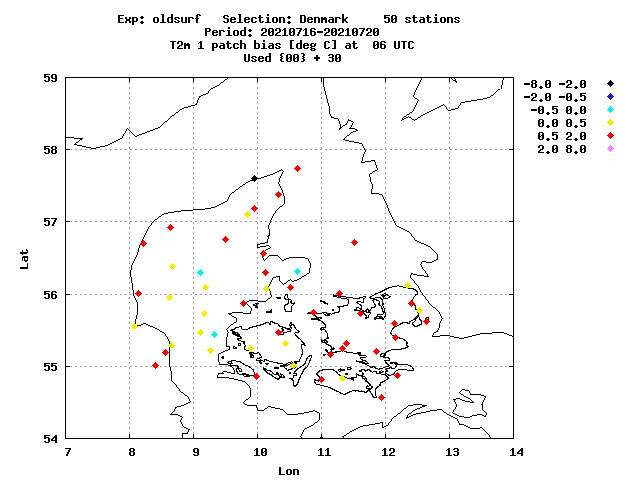 Exp: oldsurf Selection: Denmark 50 stations
Period: 20210716-20210720
T2m 1 patch bias [deg C] at 06 UTC
Used {00} + 30
-8.0 -2.0
-2.0 -0.5
-0.5 0.0
0.0 0.5
0.5 2.0
2.0 8.0
59
58
57
56
55
54
Lat
7 8 9 10 11 12 13 14
Lon